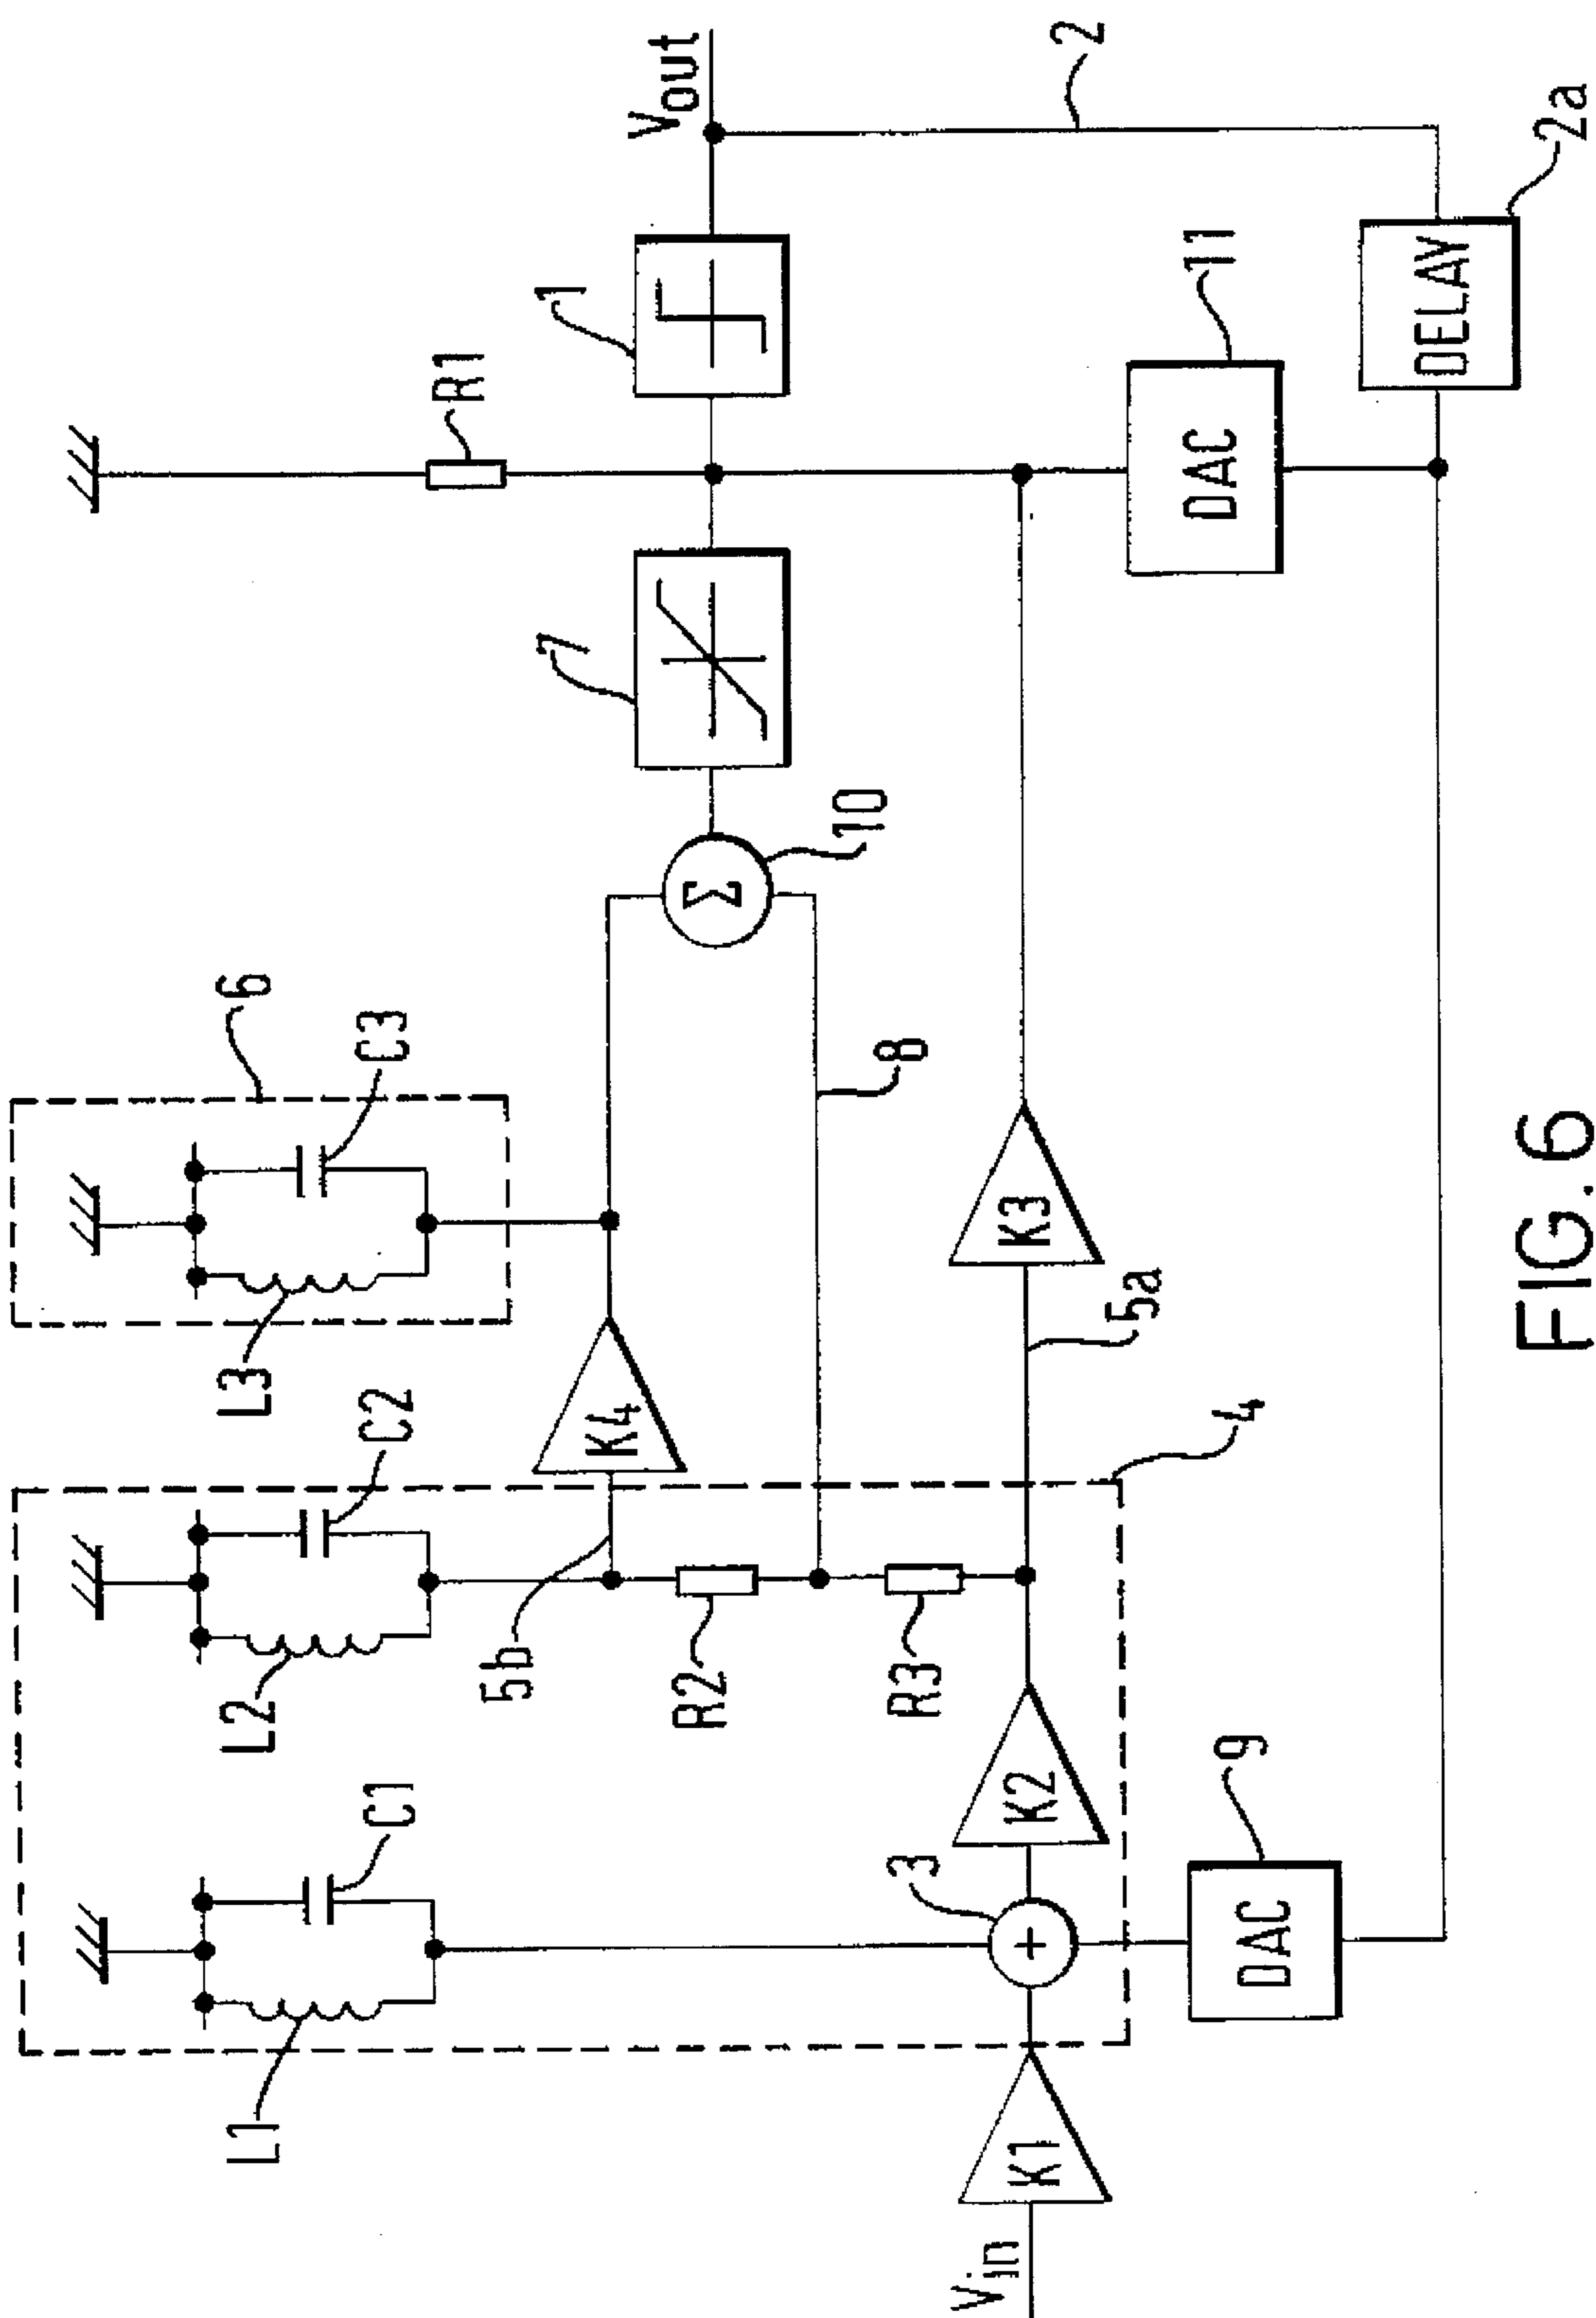 L1
C1
L2
C2
L3
C3
6
5b
K4
R2
R3
8
Σ
10
7
R1
1
Vout
2
Vin
K1
3
+
K2
4
5a
K3
9
DAC
11
DAC
DELAY
2a
FIG. 6